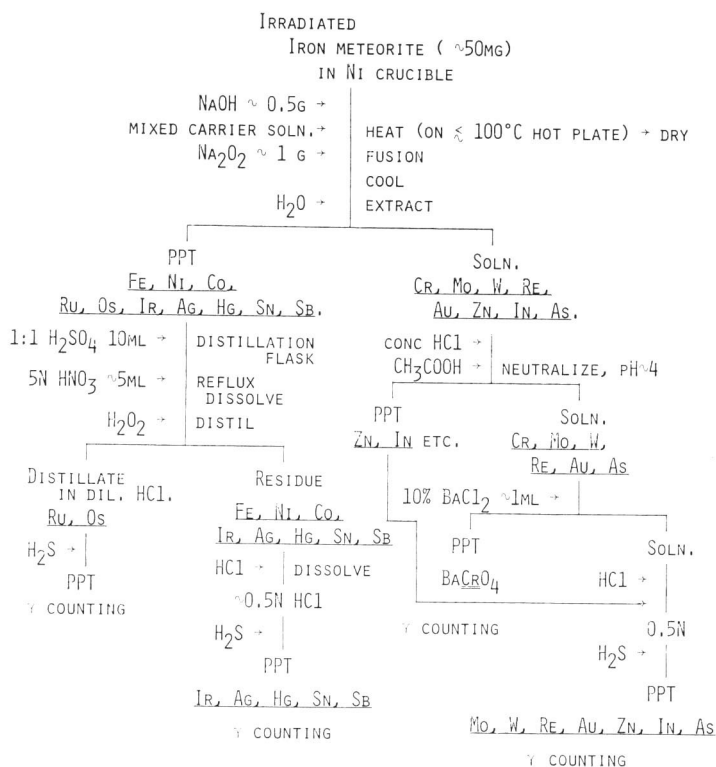 IRRADIATED
IRON METEORITE ( ~50MG)
IN NI CRUCIBLE
NAOH ~ 0.5G →
MIXED CARRIER SOLN.→
HEAT (ON ≲ 100°C HOT PLATE) → DRY
NA2O2 ~ 1 G →
FUSION
COOL
H2O →
EXTRACT
PPT
FE, NI, CO,
RU, OS, IR, AG, HG, SN, SB.
SOLN.
CR, MO, W, RE,
AU, ZN, IN, AS.
1:1 H2SO4 10ML →
DISTILLATION
FLASK
5N HNO3 ~5ML →
REFLUX
DISSOLVE
H2O2 →
DISTIL
CONC HCL →
CH3COOH →
NEUTRALIZE, PH~4
PPT
ZN, IN ETC.
SOLN.
CR, MO, W,
RE, AU, AS
DISTILLATE
IN DIL. HCL.
RU, OS
H2S →
PPT
γ COUNTING
RESIDUE
FE, NI, CO,
IR, AG, HG, SN, SB
HCL →
DISSOLVE
~0.5N HCL
H2S →
PPT
IR, AG, HG, SN, SB
γ COUNTING
10% BACL2 ~1ML →
PPT
BACRO4
γ COUNTING
SOLN.
HCL →
0.5N
H2S →
PPT
MO, W, RE, AU, ZN, IN, AS
γ COUNTING